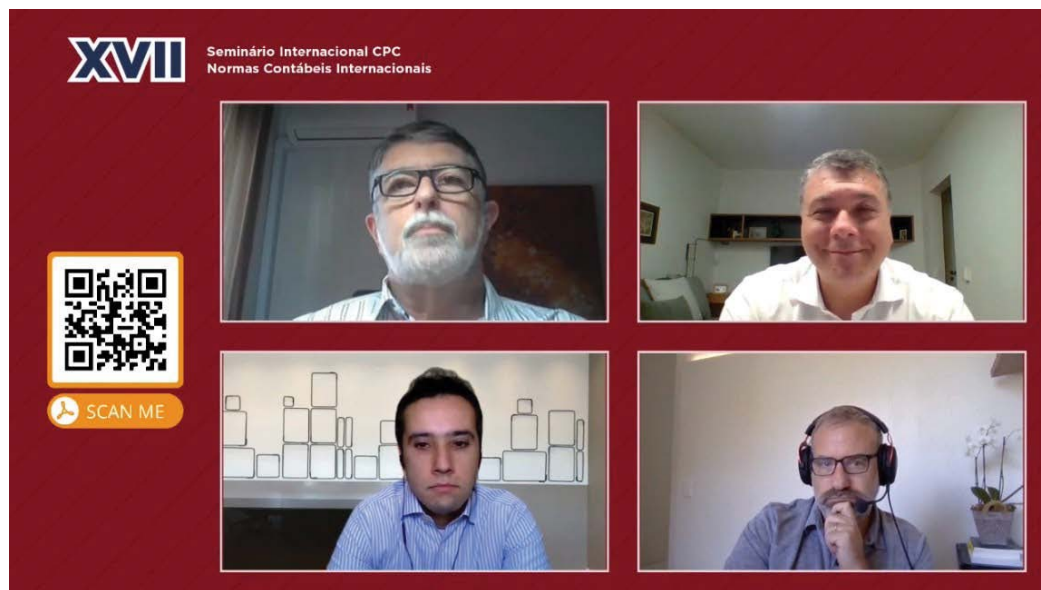 XVII
Seminário Internacional CPC
Normas Contábeis Internacionais
SCAN ME